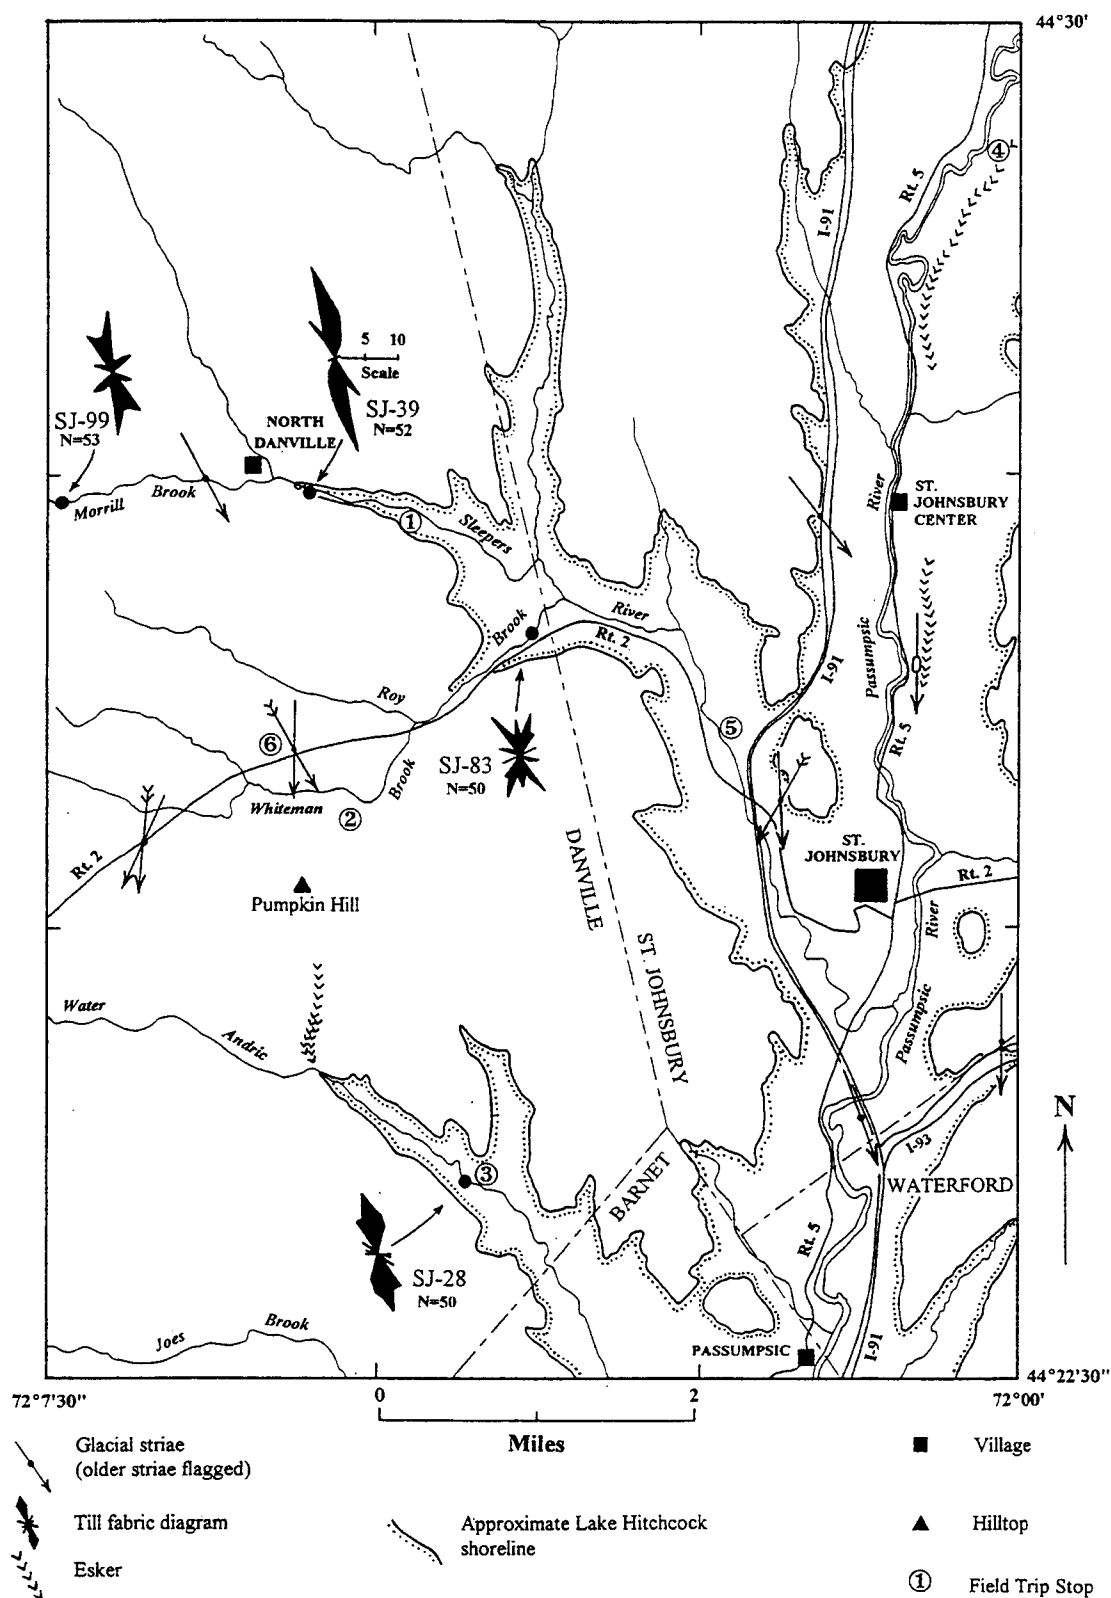 44°30'
④
Rt. 5
I-91
5 10
Scale
SJ-99
N=53
SJ-39
N=52
NORTH
DANVILLE
Brook
Morrill
①
Sleepers
River
ST.
JOHNSBURY
CENTER
Brook
River
Rt. 2
Passumpsic
I-91
Roy
⑥
⑤
Rt. 5
SJ-83
N=50
Brook
Whiteman
②
ST.
JOHNSBURY
Rt. 2
Rt. 2
DANVILLE
Pumpkin Hill
River
ST. JOHNSBURY
Water
Andric
Passumpsic
N
I-93
③
BARNET
WATERFORD
Rt. 5
SJ-28
N=50
Joes
Brook
PASSUMPSIC
I-91
44°22'30"
72°7'30"
0
2
72°00'
Miles
Glacial striae
(older striae flagged)
Village
Till fabric diagram
Approximate Lake Hitchcock
shoreline
Hilltop
Esker
① Field Trip Stop